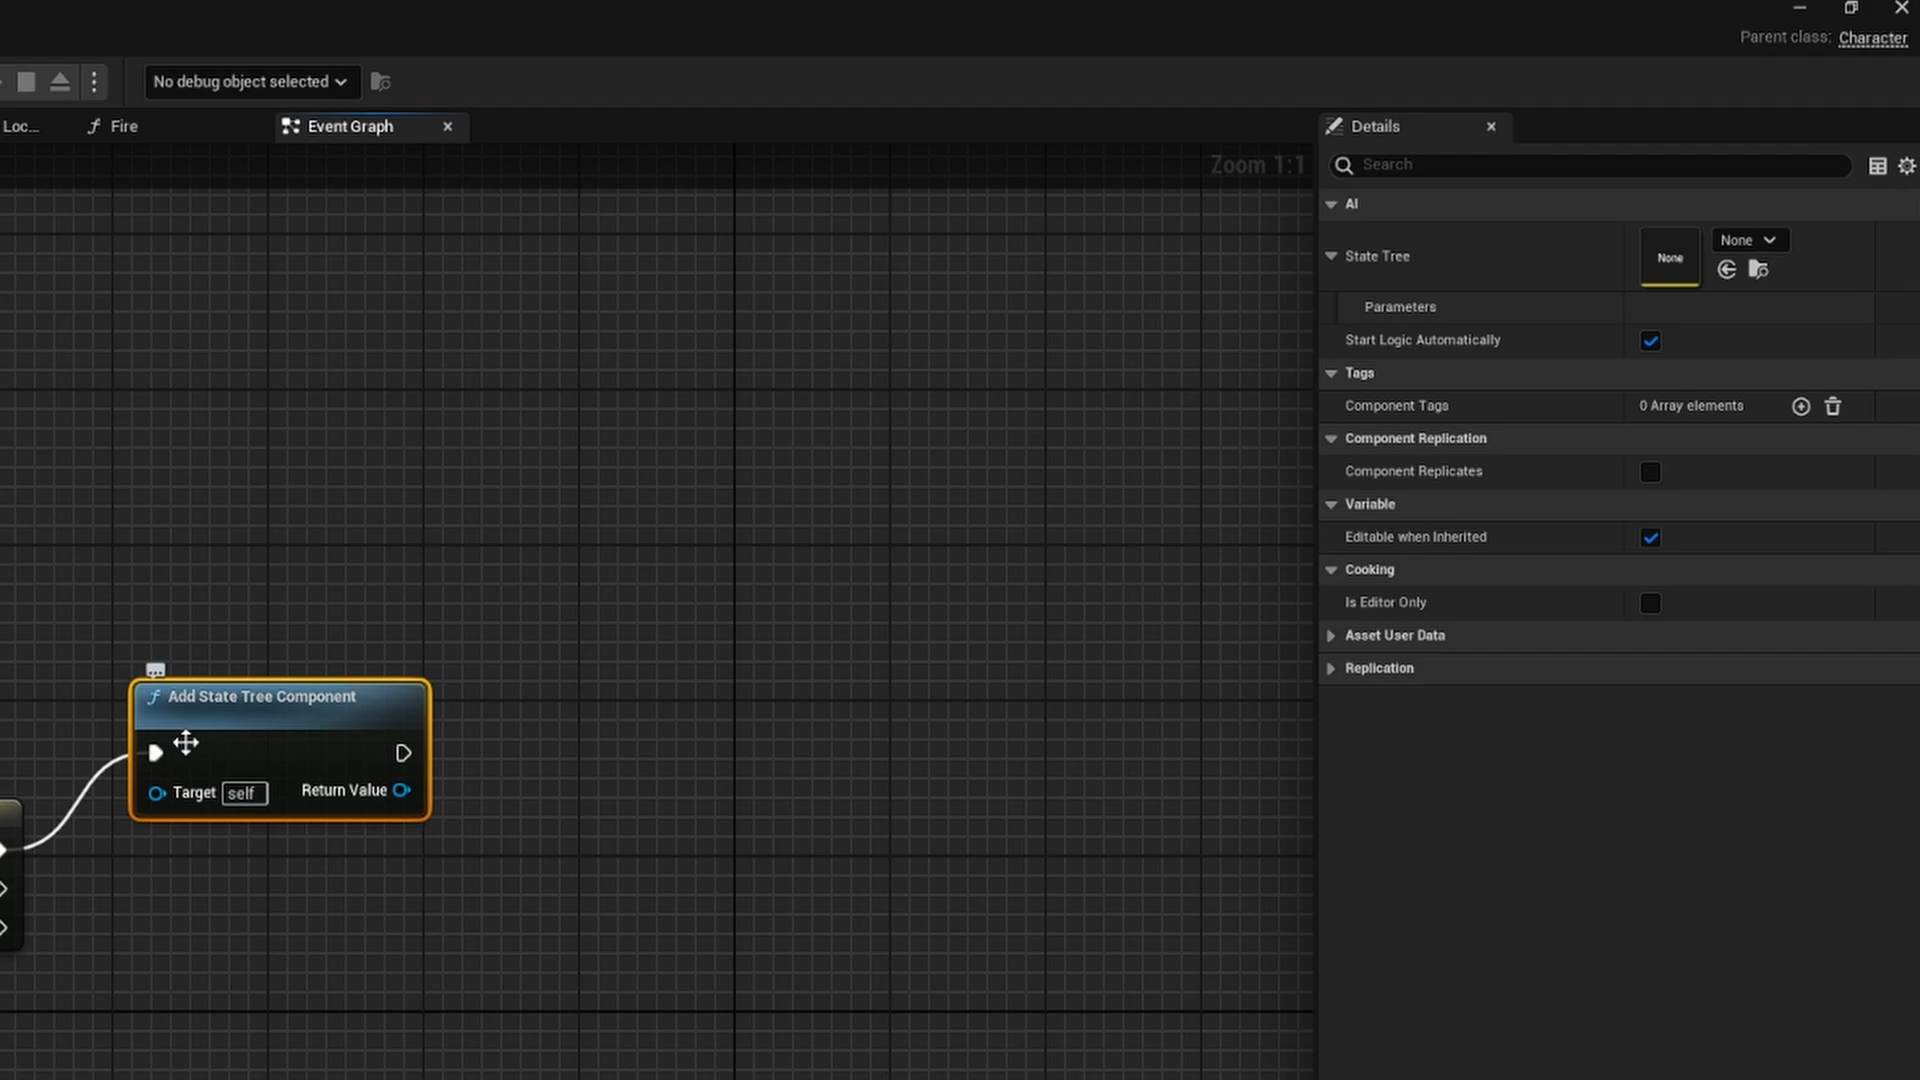 Parent class: Character
No debug object selected
Loc...
Fire
Event Graph
Zoom 1:1
Details
Search
AI
State Tree
None
None
Parameters
Start Logic Automatically
Tags
Component Tags
0 Array elements
Component Replication
Component Replicates
Variable
Editable when Inherited
Cooking
Is Editor Only
Asset User Data
Replication
f Add State Tree Component
Target self
Return Value